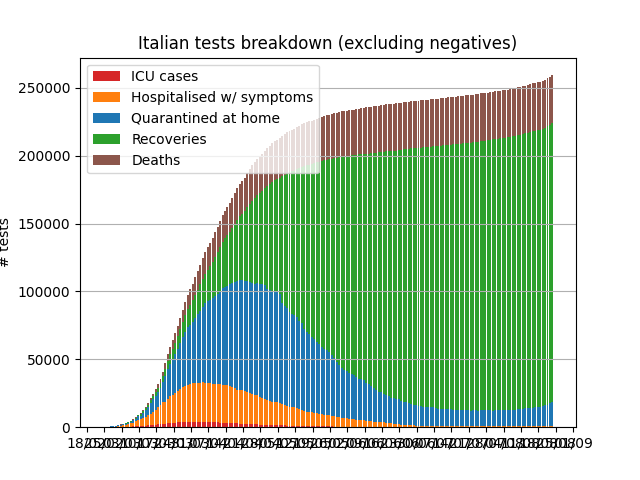 Italian tests breakdown (excluding negatives)
ICU cases
Hospitalised w/ symptoms
Quarantined at home
Recoveries
Deaths
250000
200000
150000
100000
50000
0
# tests